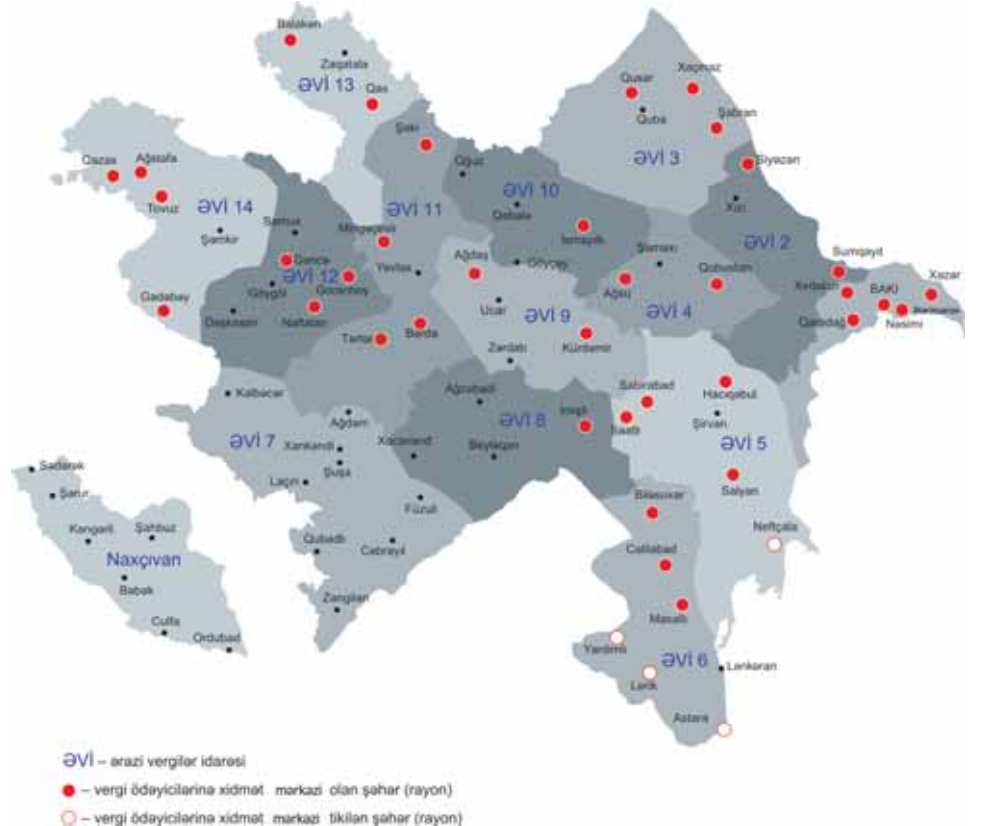 Balakən
Zaqatala
ƏVİ 13
Qax
Xaçmaz
Qusar
Quba
Şabran
ƏVİ 3
Siyəzən
Xızı
ƏVİ 2
Şəki
Oğuz
ƏVİ 10
Qəbələ
İsmayıllı
ƏVİ 11
Qazax
Ağstafa
Tovuz
ƏVİ 14
Şəmkir
Gədəbəy
Samux
Mingəçevir
Gəncə
ƏVİ 12
Göygöl
Goranboy
Daşkəsən
Naftalan
Yevlax
Ağdaş
Göyçay
Ucar
ƏVİ 9
Zərdab
Kürdəmir
Şamaxı
Qobustan
Ağsu
ƏVİ 4
Sumqayıt
Xəzər
BAKI
Nəsimi
Qaradağ
Tərtər
Bərdə
Kəlbəcər
Ağdam
ƏVİ 7
Xankəndi
Xocavənd
Şuşa
Laçın
Füzuli
Qubadlı
Cəbrayıl
Zəngilan
Ağcabədi
ƏVİ 8
İmişli
Beyləqan
Sabirabad
Saatlı
Hacıqabul
Şirvan
ƏVİ 5
Salyan
Neftçala
Biləsuvar
Cəlilabad
Masallı
Yardımlı
ƏVİ 6
Lənkəran
Lerik
Astara
Sədərək
Şərur
Kəngərli
Şahbuz
Naxçıvan
Babək
Culfa
Ordubad
ƏVİ – ərazi vergilər idarəsi
– vergi ödəyicilərinə xidmət mərkəzi olan şəhər (rayon)
– vergi ödəyicilərinə xidmət mərkəzi tikilən şəhər (rayon)